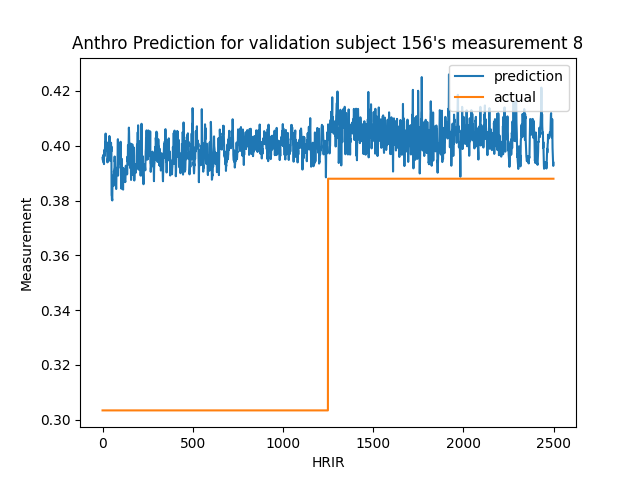 Anthro Prediction for validation subject 156's measurement 8
prediction
actual
0.42
0.40
0.38
0.36
0.34
0.32
0.30
Measurement
0
500
1000
1500
2000
2500
HRIR